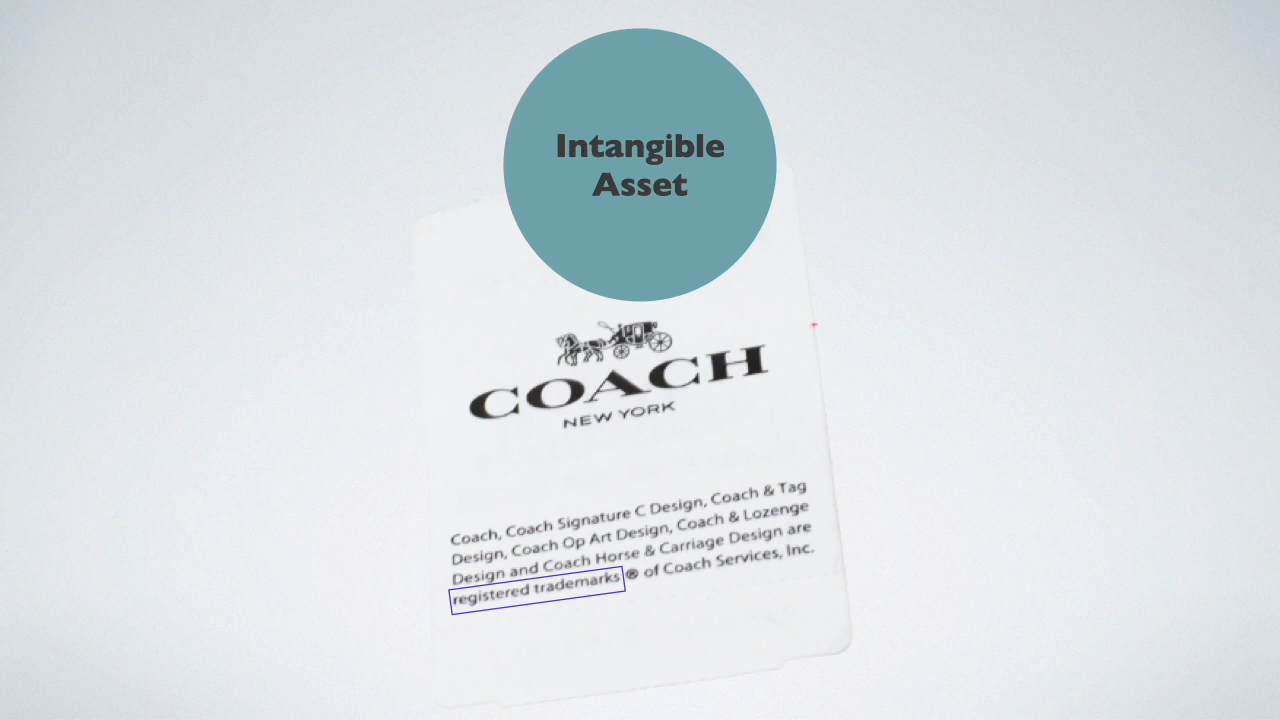 Intangible
Asset
COACH
NEW YORK
Coach, Coach Signature C Design, Coach & Tag
Design, Coach Op Art Design, Coach & Lozenge
Design and Coach Horse & Carriage Design are
registered trademarks ® of Coach Services, Inc.